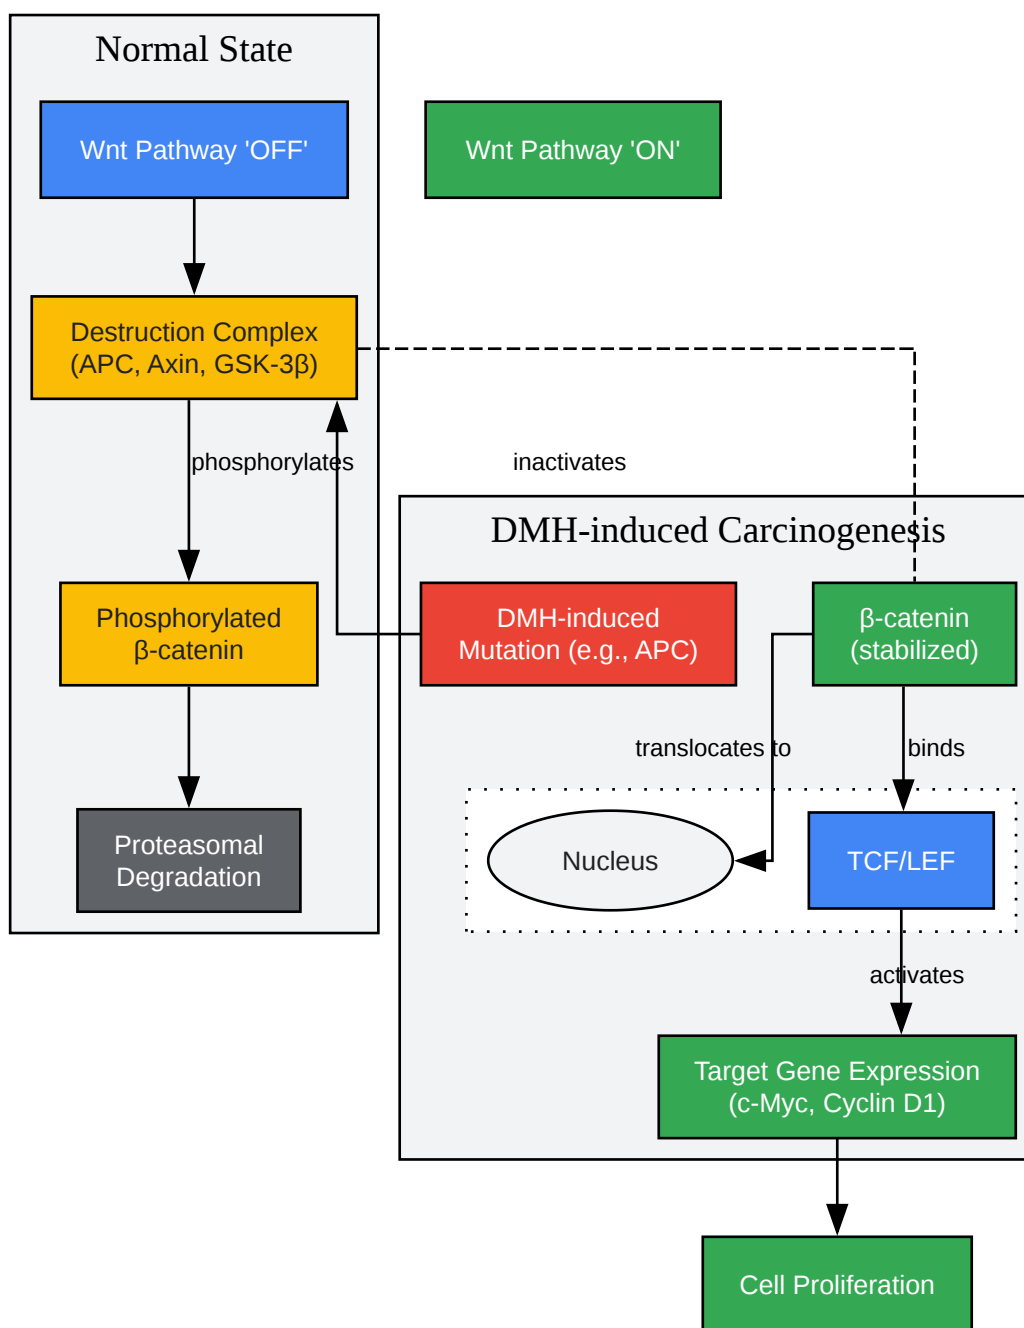 Normal State
Wnt Pathway 'OFF'
Wnt Pathway 'ON'
Destruction Complex
(APC, Axin, GSK-3β)
phosphorylates
inactivates
DMH-induced Carcinogenesis
Phosphorylated
β-catenin
DMH-induced
Mutation (e.g., APC)
β-catenin
(stabilized)
translocates to
binds
Proteasomal
Degradation
Nucleus
TCF/LEF
activates
Target Gene Expression
(c-Myc, Cyclin D1)
Cell Proliferation